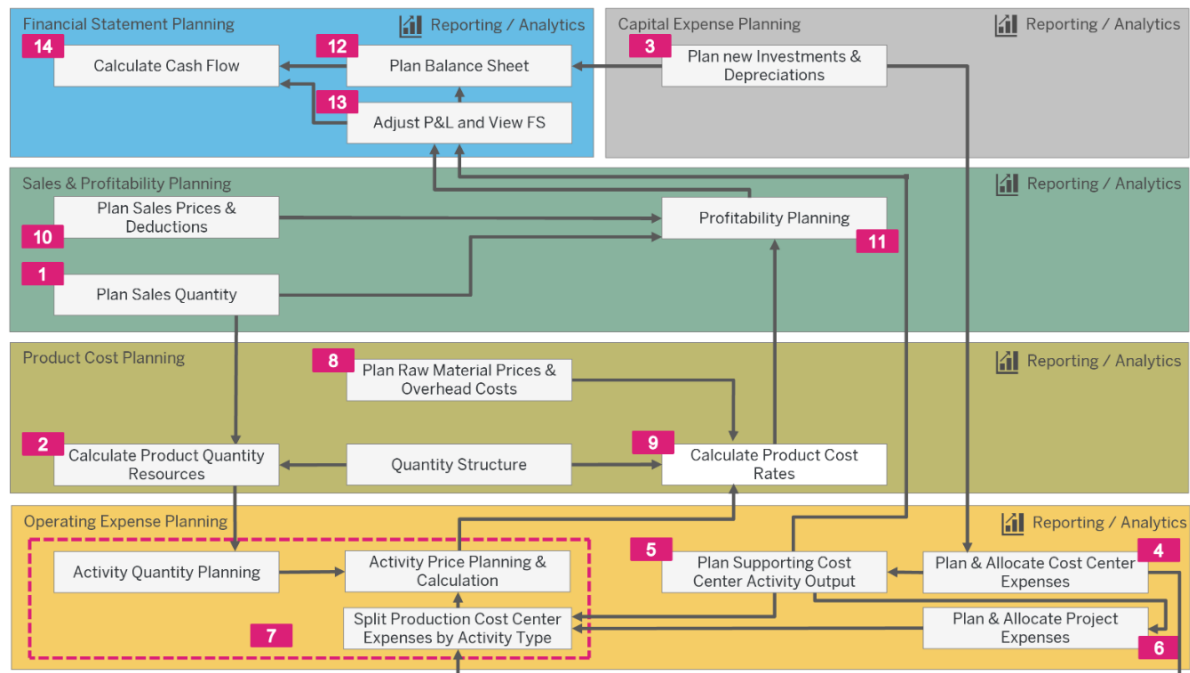 Financial Statement Planning
Reporting / Analytics
14
Calculate Cash Flow
12
Plan Balance Sheet
13
Adjust P&L and View FS
Capital Expense Planning
Reporting / Analytics
3
Plan new Investments &
Depreciations
Sales & Profitability Planning
Reporting / Analytics
Plan Sales Prices &
Deductions
10
Profitability Planning
11
1
Plan Sales Quantity
Product Cost Planning
Reporting / Analytics
8
Plan Raw Material Prices &
Overhead Costs
2
Calculate Product Quantity
Resources
Quantity Structure
9
Calculate Product Cost
Rates
Operating Expense Planning
Reporting / Analytics
Activity Quantity Planning
Activity Price Planning &
Calculation
5
Plan Supporting Cost
Center Activity Output
4
Plan & Allocate Cost Center
Expenses
7
Split Production Cost Center
Expenses by Activity Type
Plan & Allocate Project
Expenses
6